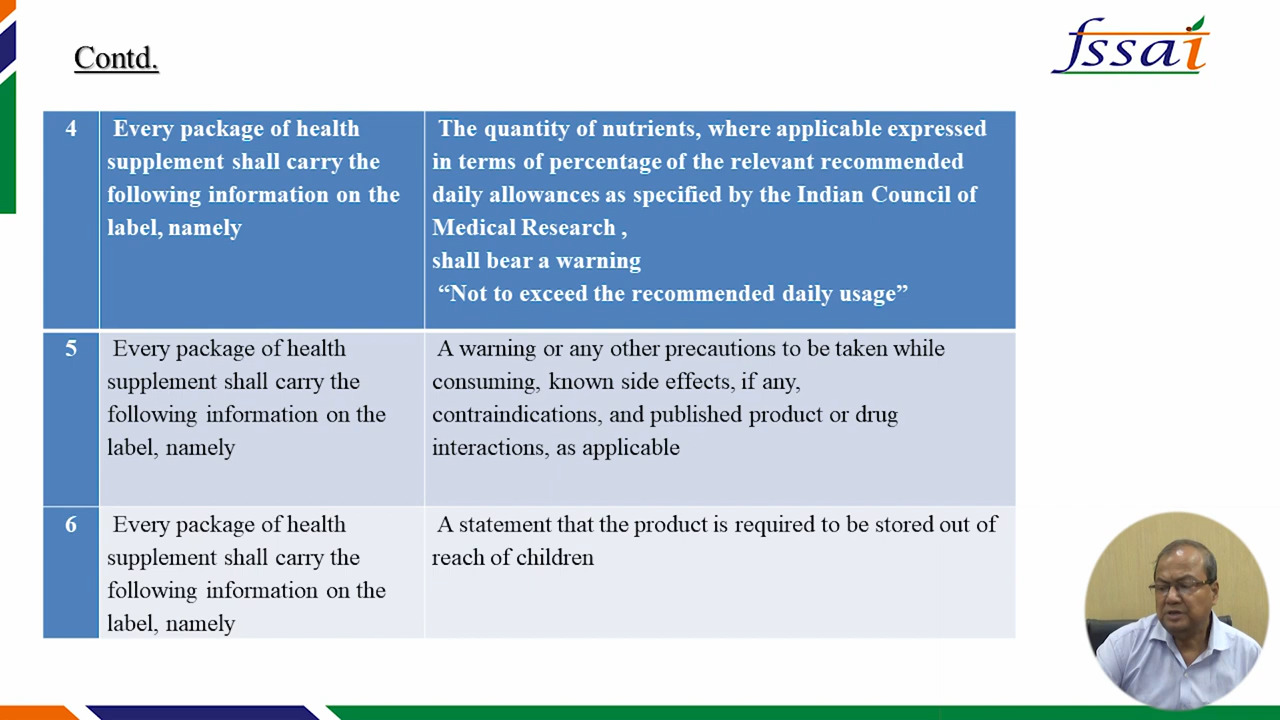 Contd.
fssai
4
Every package of health
supplement shall carry the
following information on the
label, namely
The quantity of nutrients, where applicable expressed
in terms of percentage of the relevant recommended
daily allowances as specified by the Indian Council of
Medical Research ,
shall bear a warning
“Not to exceed the recommended daily usage”
5
Every package of health
supplement shall carry the
following information on the
label, namely
A warning or any other precautions to be taken while
consuming, known side effects, if any,
contraindications, and published product or drug
interactions, as applicable
6
Every package of health
supplement shall carry the
following information on the
label, namely
A statement that the product is required to be stored out of
reach of children